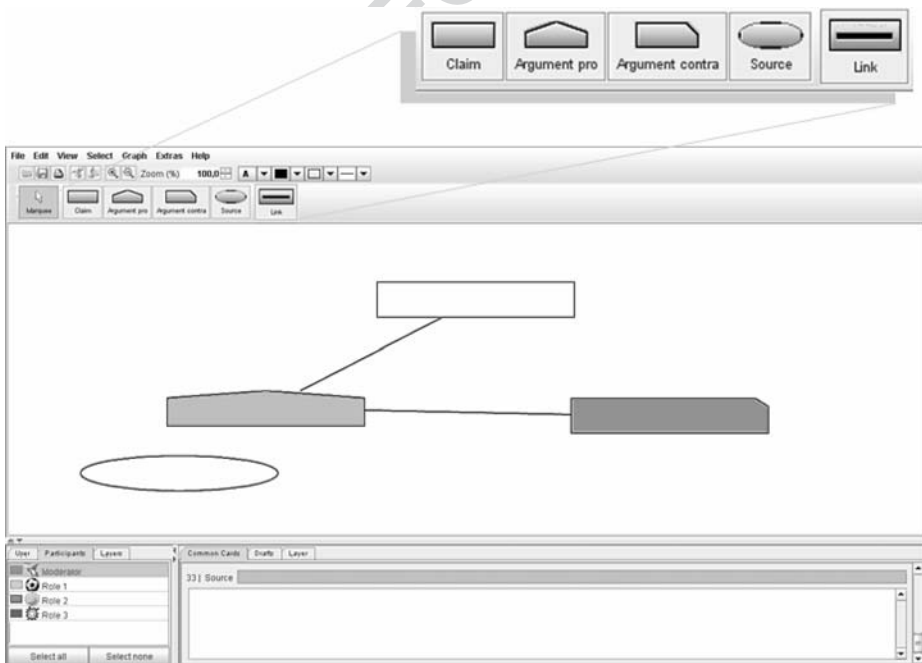 Claim Argument pro Argument contra Source Link
File Edit View Select Graph Extras Help
Zoom (%) 100,0 A
Marquee Claim Argument pro Argument contra Source Link
User Participants Layers
Common Cards Drafts Layer
Moderator
33| Source
Role 1
Role 2
Role 3
Select all Select none